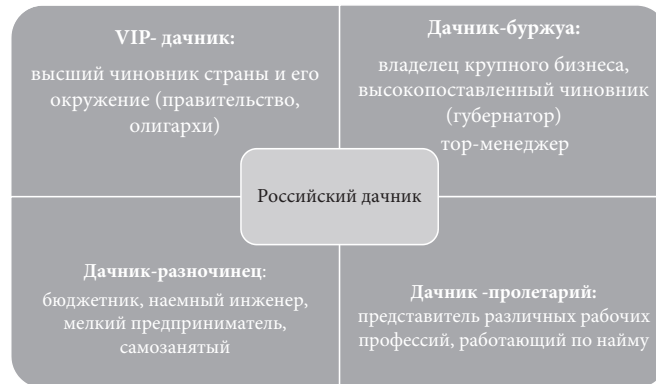 VIP- дачник:
высший чиновник страны и его
окружение (правительство,
олигархи)
Дачник-буржуа:
владелец крупного бизнеса,
высокопоставленный чиновник
(губернатор)
тор-менеджер
Российский дачник
Дачник-разночинец:
бюджетник, наемный инженер,
мелкий предприниматель,
самозанятый
Дачник -пролетарий:
представитель различных рабочих
профессий, работающий по найму